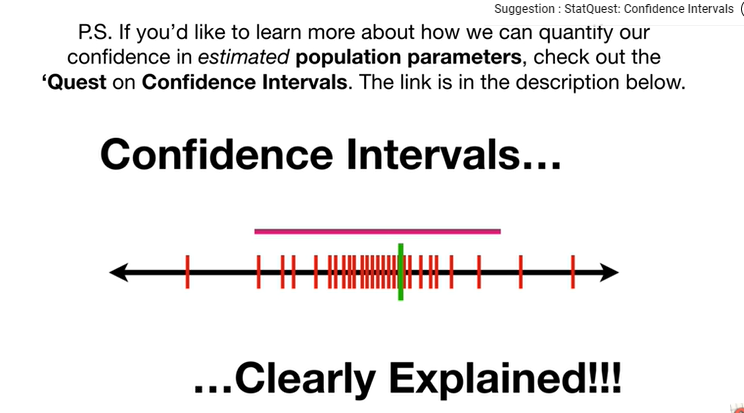 Suggestion : StatQuest: Confidence Intervals
P.S. If you’d like to learn more about how we can quantify our
confidence in estimated population parameters, check out the
‘Quest on Confidence Intervals. The link is in the description below.
Confidence Intervals...
...Clearly Explained!!!